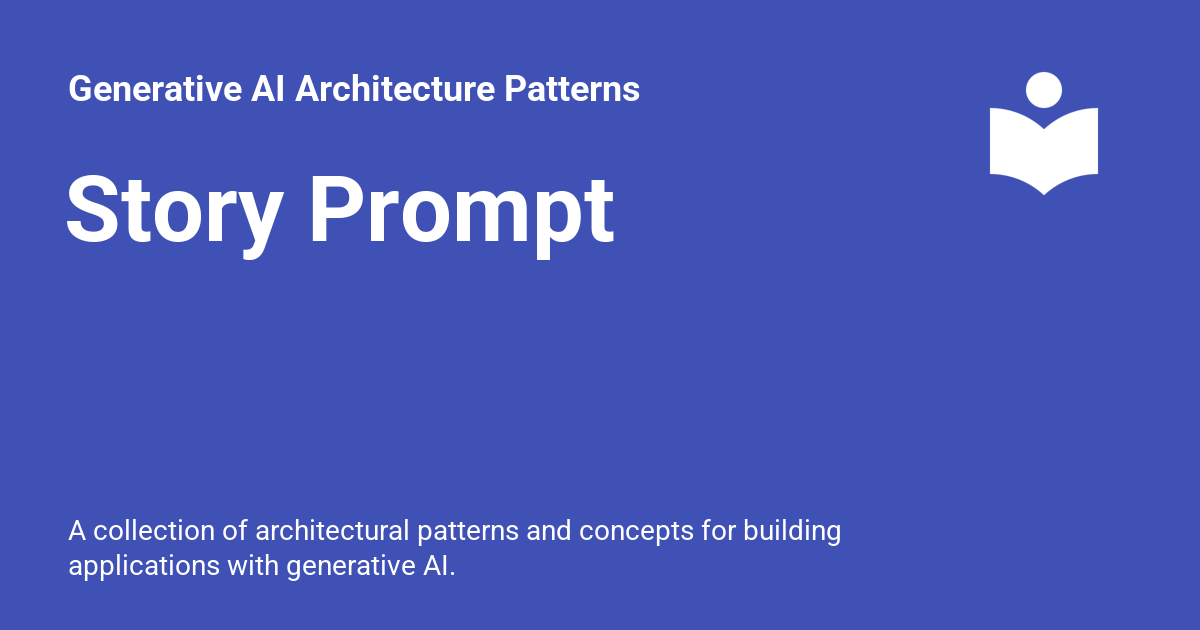 Generative AI Architecture Patterns
Story Prompt
A collection of architectural patterns and concepts for building
applications with generative AI.